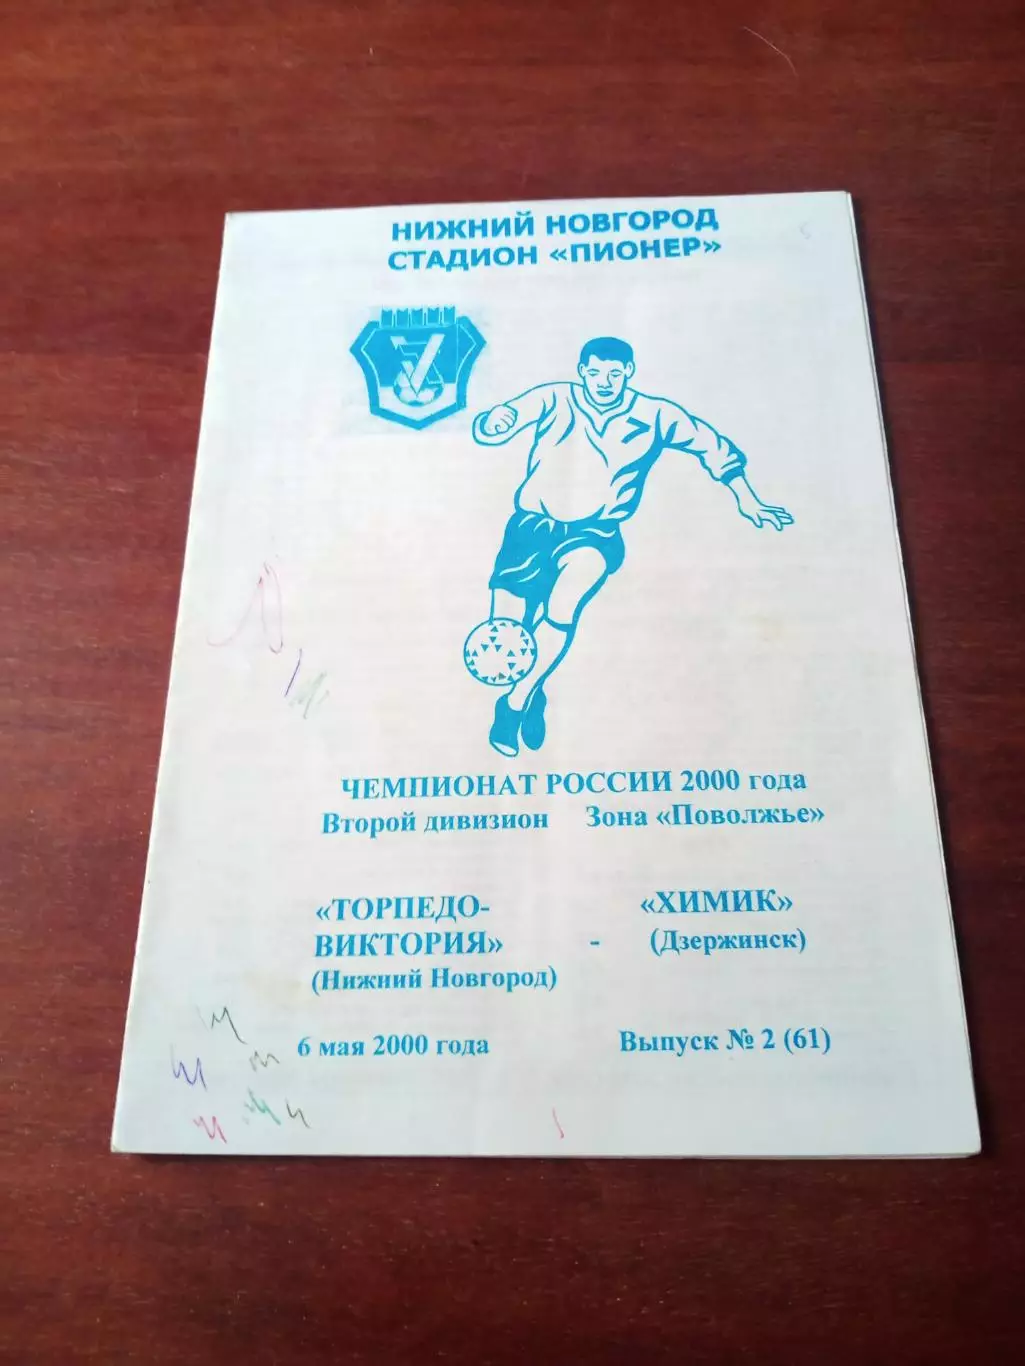 НИЖНИЙ НОВГОРОД
СТАДИОН «ПИОНЕР»
ЧЕМПИОНАТ РОССИИ 2000 года
Второй дивизион Зона «Поволжье»
«ТОРПЕДО-
ВИКТОРИЯ»
(Нижний Новгород)
-
«ХИМИК»
(Дзержинск)
6 мая 2000 года
Выпуск № 2 (61)